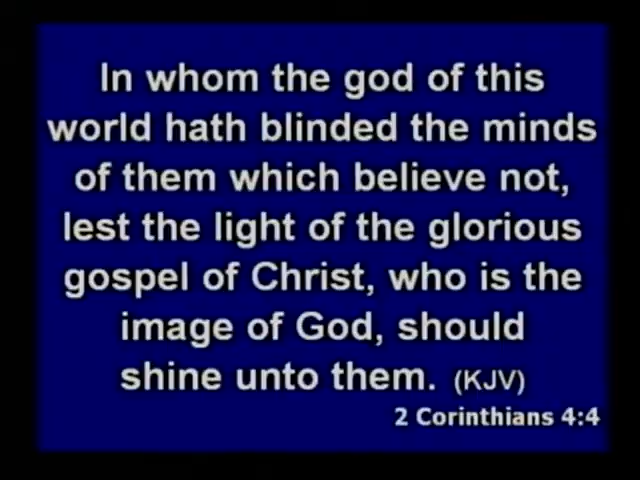 In whom the god of this
world hath blinded the minds
of them which believe not,
lest the light of the glorious
gospel of Christ, who is the
image of God, should
shine unto them. (KJV)
2 Corinthians 4:4